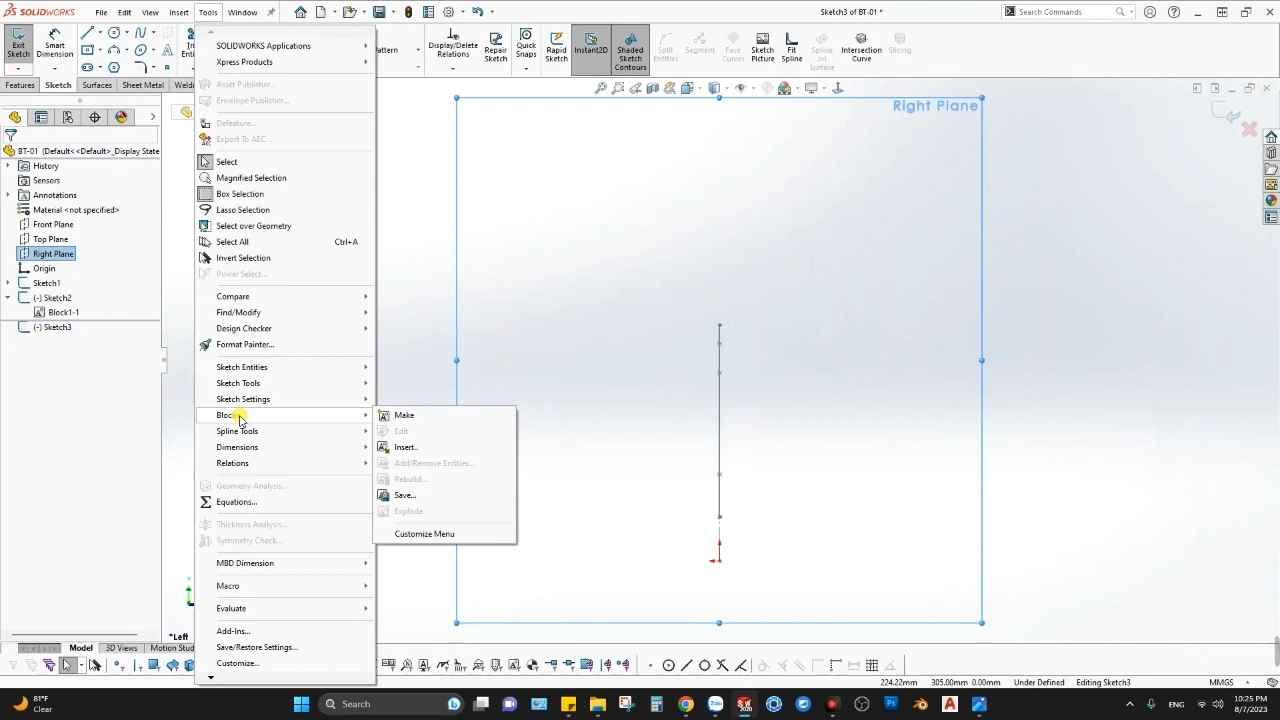 SOLIDWORKS
File
Edit
View
Insert
Tools
Window
Sketch3 of BT-01 *
Search Commands
Exit
Sketch
Smart
Dimension
Pattern
Display/Delete
Relations
Repair
Sketch
Quick
Snaps
Rapid
Sketch
Instant2D
Shaded
Sketch
Contours
Split
Entities
Segment
Face
Curves
Sketch
Picture
Fit
Spline
Spline
on
Surface
Intersection
Curve
Slicing
Features
Sketch
Surfaces
Sheet Metal
BT-01 (Default<<Default>_Display State
History
Sensors
Annotations
Material <not specified>
Front Plane
Top Plane
Right Plane
Origin
Sketch1
(-) Sketch2
Block1-1
(-) Sketch3
SOLIDWORKS Applications
Xpress Products
Asset Publisher...
Envelope Publisher...
Defeature...
Export To AEC...
Select
Magnified Selection
Box Selection
Lasso Selection
Select over Geometry
Select All Ctrl+A
Invert Selection
Power Select...
Compare
Find/Modify
Design Checker
Format Painter...
Sketch Entities
Sketch Tools
Sketch Settings
Spline Tools
Dimensions
Relations
Geometry Analysis...
Equations...
Thickness Analysis...
Symmetry Check...
MBD Dimension
Macro
Evaluate
Add-Ins...
Save/Restore Settings...
Customize...
Make
Edit
Insert...
Add/Remove Entities...
Rebuild...
Save...
Explode
Customize Menu
Right Plane
*Left
Model
3D Views
Motion Stud
224.22mm
305.00mm
0mm
Under Defined
Editing Sketch3
MMGS
81°F
Clear
Search
ENG
10:25 PM
8/7/2023